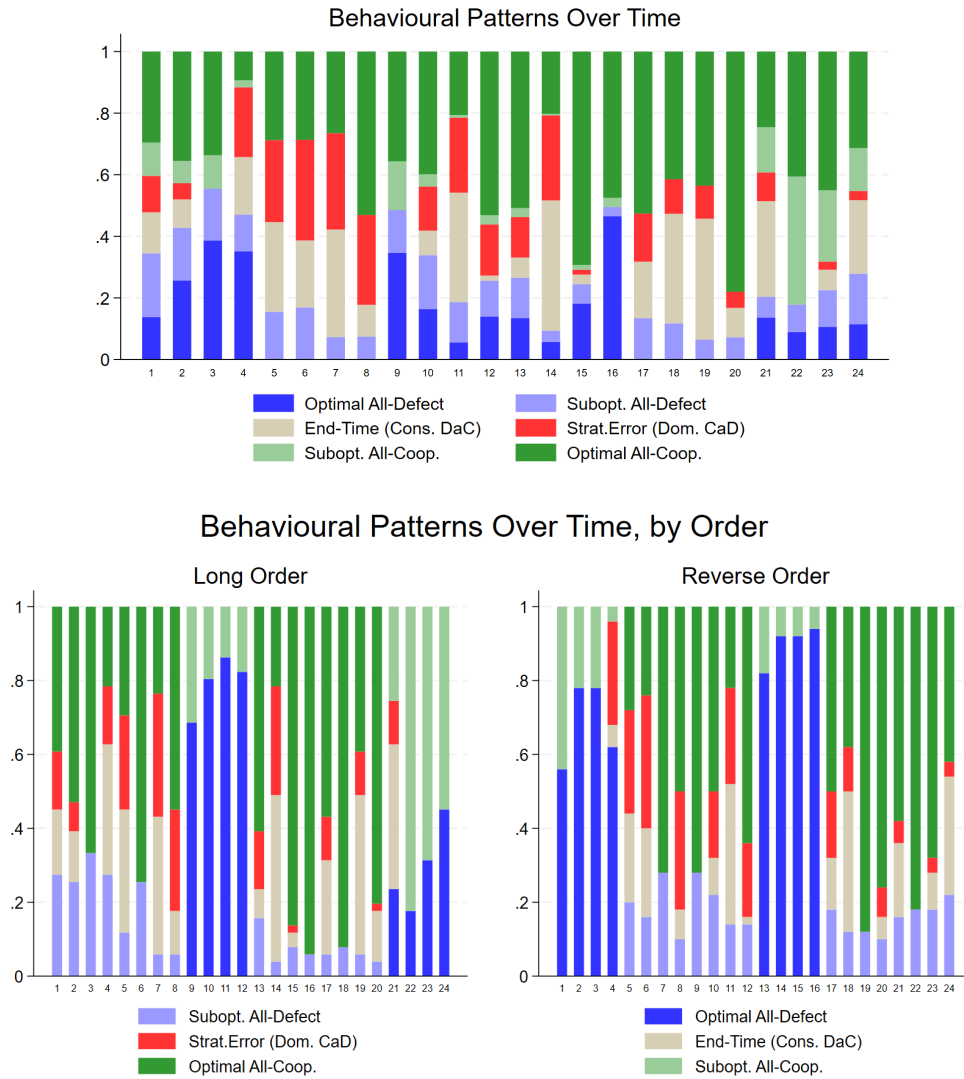 Behavioural Patterns Over Time
1
.8
.6
.4
.2
0
1 2 3 4 5 6 7 8 9 10 11 12 13 14 15 16 17 18 19 20 21 22 23 24
Optimal All-Defect Subopt. All-Defect
End-Time (Cons. DaC) Strat.Error (Dom. CaD)
Subopt. All-Coop. Optimal All-Coop.
Behavioural Patterns Over Time, by Order
Long Order
1
.8
.6
.4
.2
0
1 2 3 4 5 6 7 8 9 10 11 12 13 14 15 16 17 18 19 20 21 22 23 24
Subopt. All-Defect
Strat.Error (Dom. CaD)
Optimal All-Coop.
Reverse Order
1
.8
.6
.4
.2
0
1 2 3 4 5 6 7 8 9 10 11 12 13 14 15 16 17 18 19 20 21 22 23 24
Optimal All-Defect
End-Time (Cons. DaC)
Subopt. All-Coop.